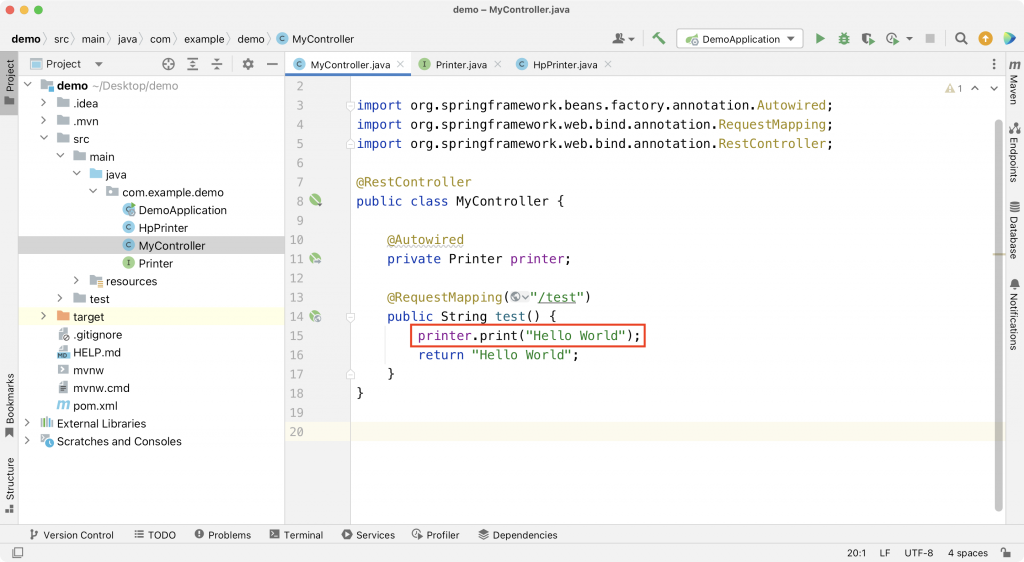 demo – MyController.java
demo src main java com example demo MyController
DemoApplication
Project
MyController.java
Printer.java
HpPrinter.java
Project
Bookmarks
Structure
demo ~/Desktop/demo
.idea
.mvn
src
main
java
com.example.demo
DemoApplication
HpPrinter
MyController
Printer
resources
test
target
.gitignore
HELP.md
mvnw
mvnw.cmd
pom.xml
External Libraries
Scratches and Consoles
1
2
3 import org.springframework.beans.factory.annotation.Autowired;
4 import org.springframework.web.bind.annotation.RequestMapping;
5 import org.springframework.web.bind.annotation.RestController;
6
7 @RestController
8 public class MyController {
9
10 @Autowired
11 private Printer printer;
12
13 @RequestMapping("/test")
14 public String test() {
15 printer.print("Hello World");
16 return "Hello World";
17 }
18 }
19
20
Maven
Endpoints
Database
Notifications
Version Control TODO Problems Terminal Services Profiler Dependencies
20:1 LF UTF-8 4 spaces